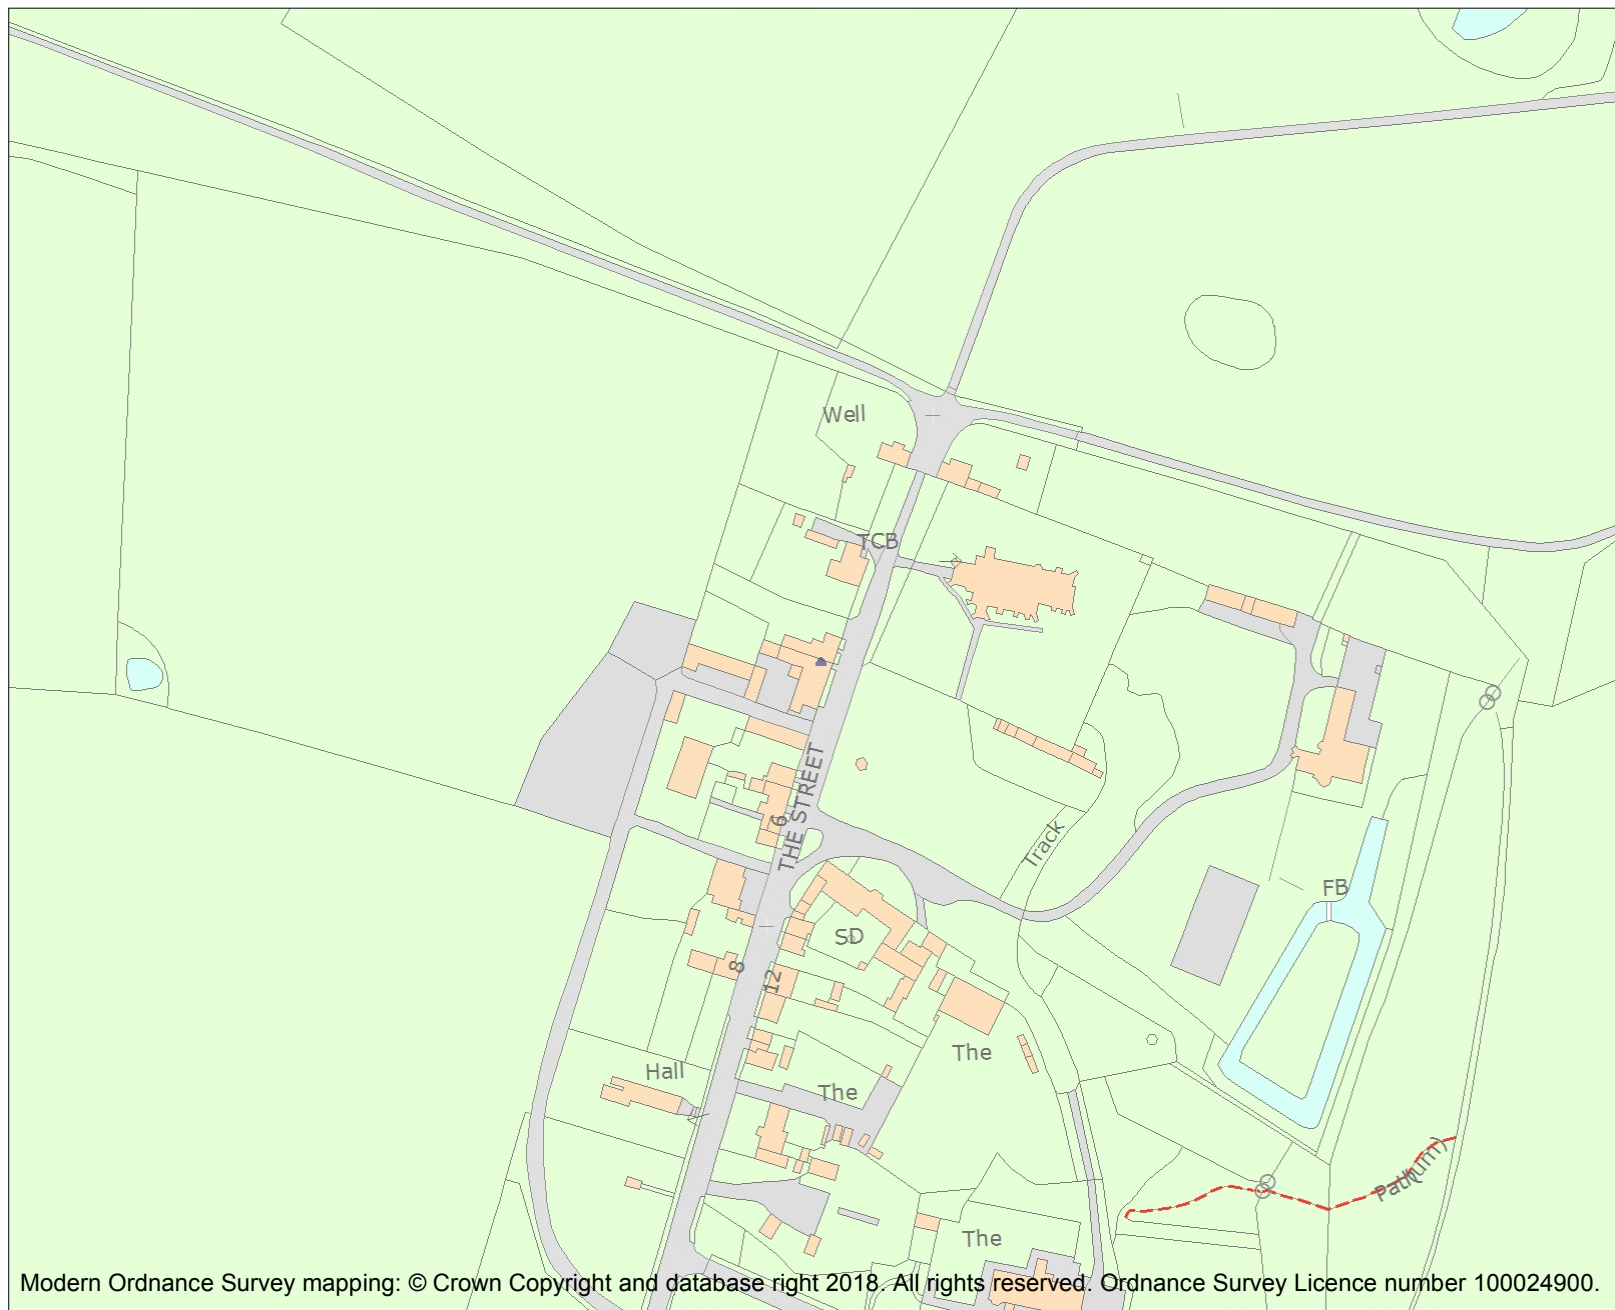 Well
TCB
THE STREET
6
Track
FB
SD
8
12
The
Hall
The
Path (um)
The
Modern Ordnance Survey mapping: © Crown Copyright and database right 2018. All rights reserved. Ordnance Survey Licence number 100024900.